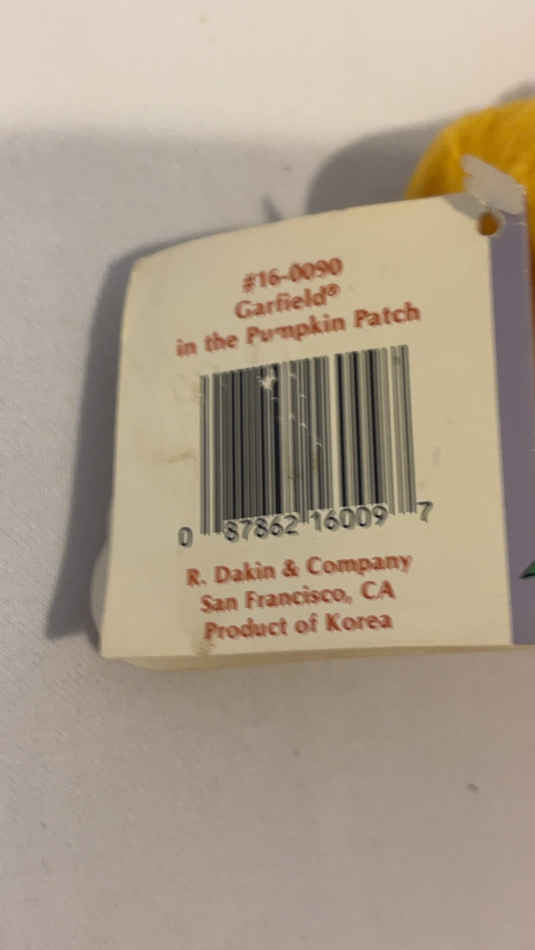 #16-0090
Garfield®
in the Pumpkin Patch
0 87862 16009 7
R. Dakin & Company
San Francisco, CA
Product of Korea